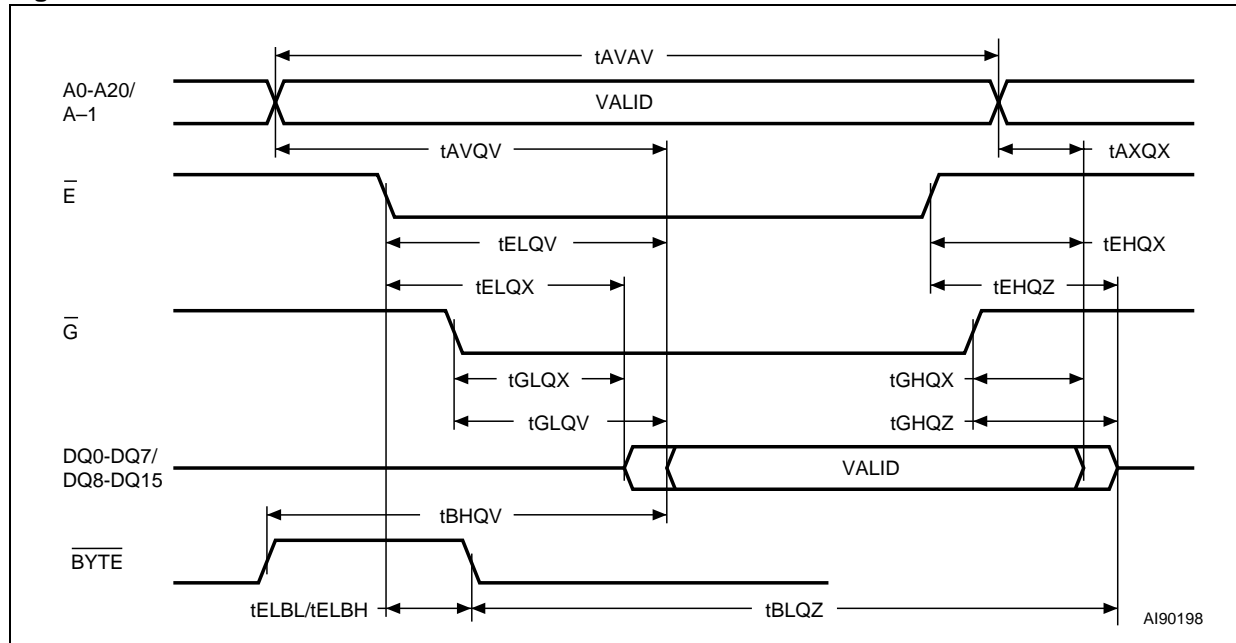 tAVAV
A0-A20/
A–1
VALID
tAVQV
tAXQX
E
tELQV
tEHQX
tELQX
tEHQZ
G
tGLQX
tGHQX
tGLQV
tGHQZ
DQ0-DQ7/
DQ8-DQ15
VALID
tBHQV
BYTE
tELBL/tELBH
tBLQZ
AI90198